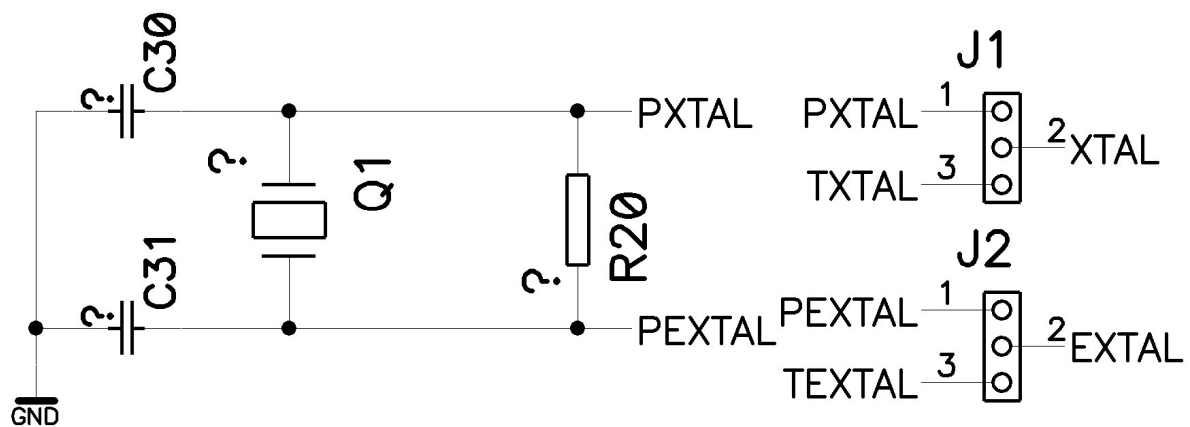 C30
?
PXTAL
?
Q1
R20
?
C31
?
PEXTAL
GND
J1
PXTAL 1
2 XTAL
TXTAL 3
J2
PEXTAL 1
2 EXTAL
TEXTAL 3